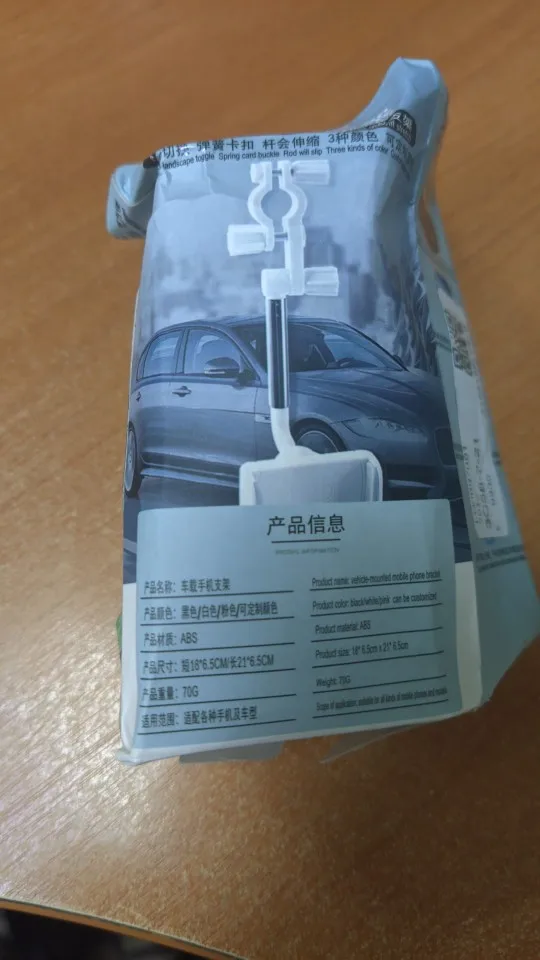 切换 弹簧卡扣 杆会伸缩 3种颜色
landscape toggle Spring card buckle Rod will slip Three kinds of color
产品信息
产品名称：车载手机支架
产品颜色：黑色/白色/粉色/可定制颜色
产品材质：ABS
产品尺寸：短18*6.5CM/长21*6.5CM
产品重量：70G
适用范围：适配各种手机及车型
Product name: vehicle-mounted mobile phone bracket
Product color: black/white/pink can be customized
Product material: ABS
Product size: 18* 6.5cm x 21* 6.5cm
Weight: 70G
Scope of application: suitable for all kinds of mobile phones and models